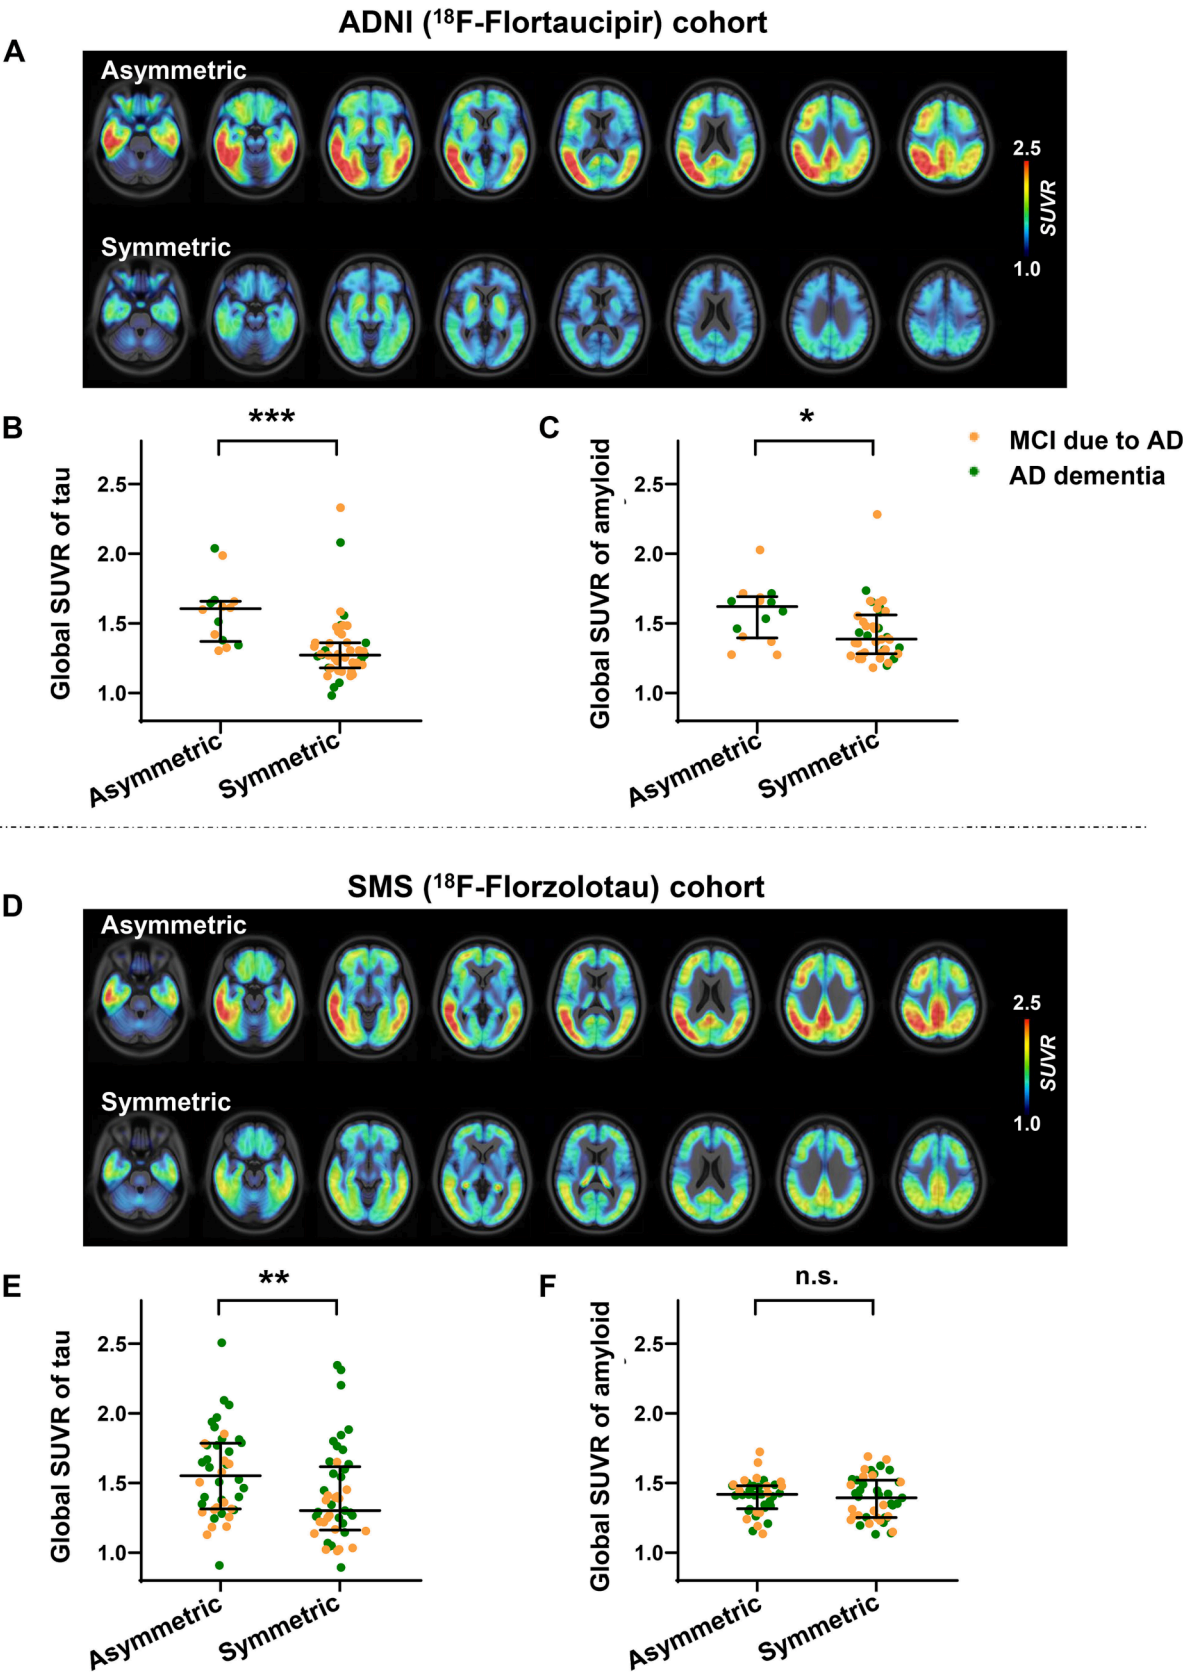 ADNI (¹⁸F-Flortaucipir) cohort
A
Asymmetric
2.5
SUVR
1.0
Symmetric
B
***
Global SUVR of tau
2.5
2.0
1.5
1.0
Asymmetric
Symmetric
C
*
Global SUVR of amyloid
2.5
2.0
1.5
1.0
Asymmetric
Symmetric
MCI due to AD
AD dementia
SMS (¹⁸F-Florzolotau) cohort
D
Asymmetric
2.5
SUVR
1.0
Symmetric
E
**
Global SUVR of tau
2.5
2.0
1.5
1.0
Asymmetric
Symmetric
F
n.s.
Global SUVR of amyloid
2.5
2.0
1.5
1.0
Asymmetric
Symmetric